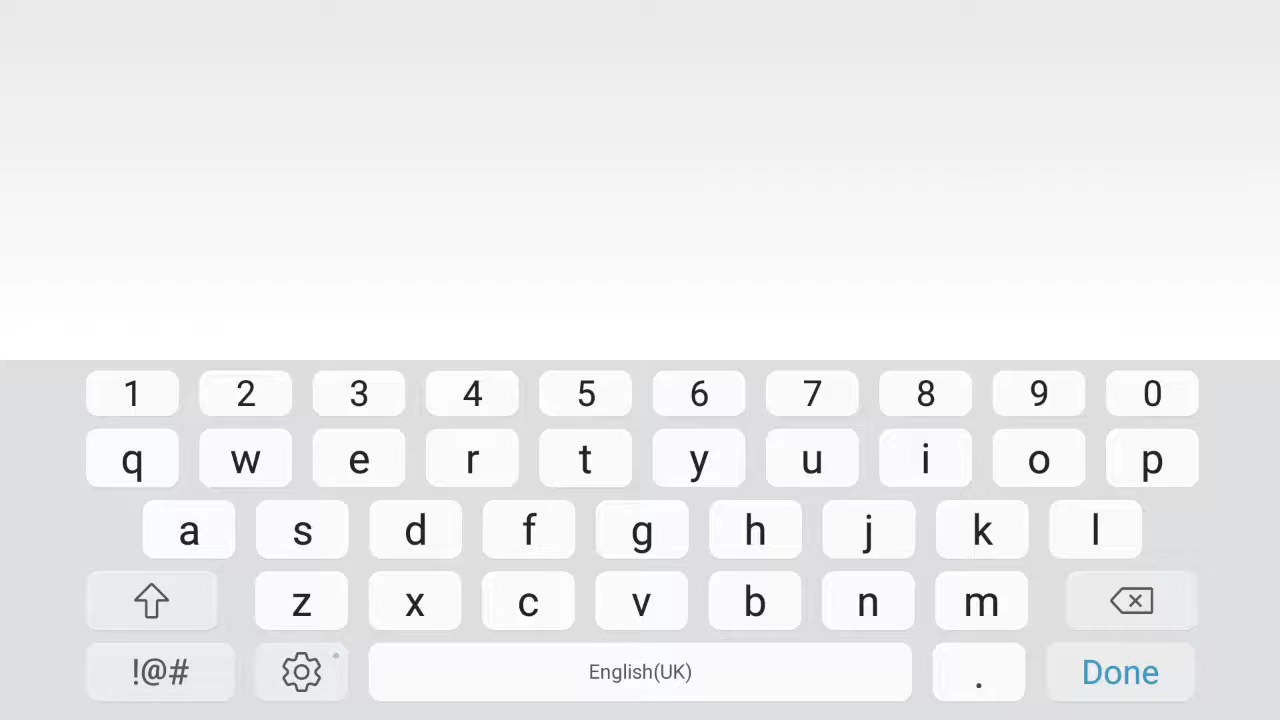 1 2 3 4 5 6 7 8 9 0
q w e r t y u i o p
a s d f g h j k l
z x c v b n m
!@# English(UK) . Done